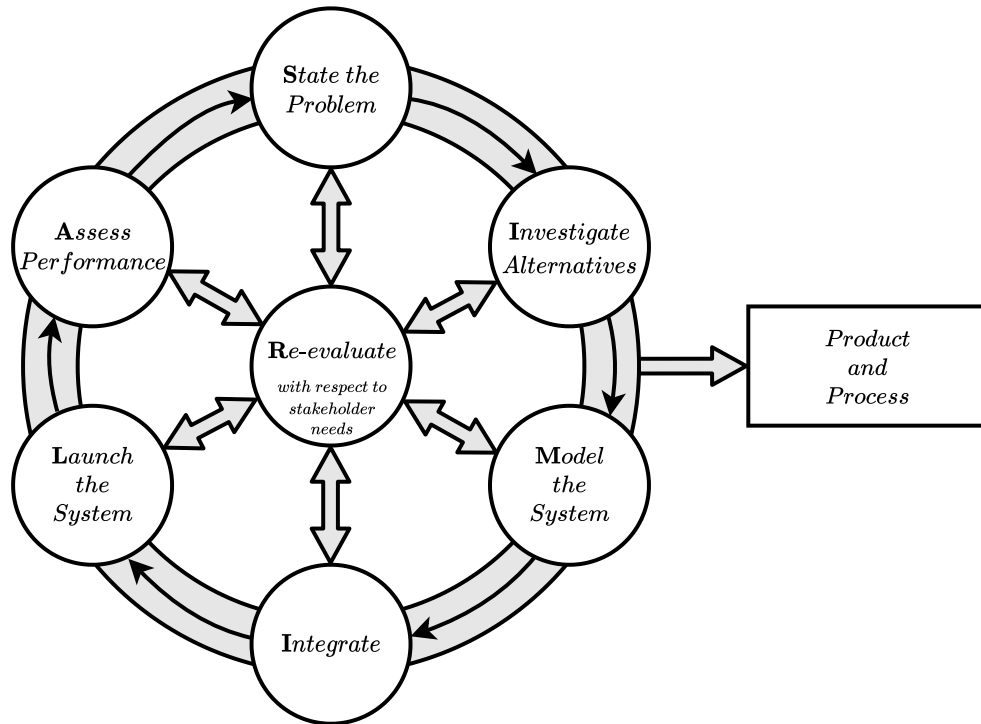 State the
Problem
Investigate
Alternatives
Model
the
System
Integrate
Launch
the
System
Assess
Performance
Re-evaluate
with respect to
stakeholder
needs
Product
and
Process